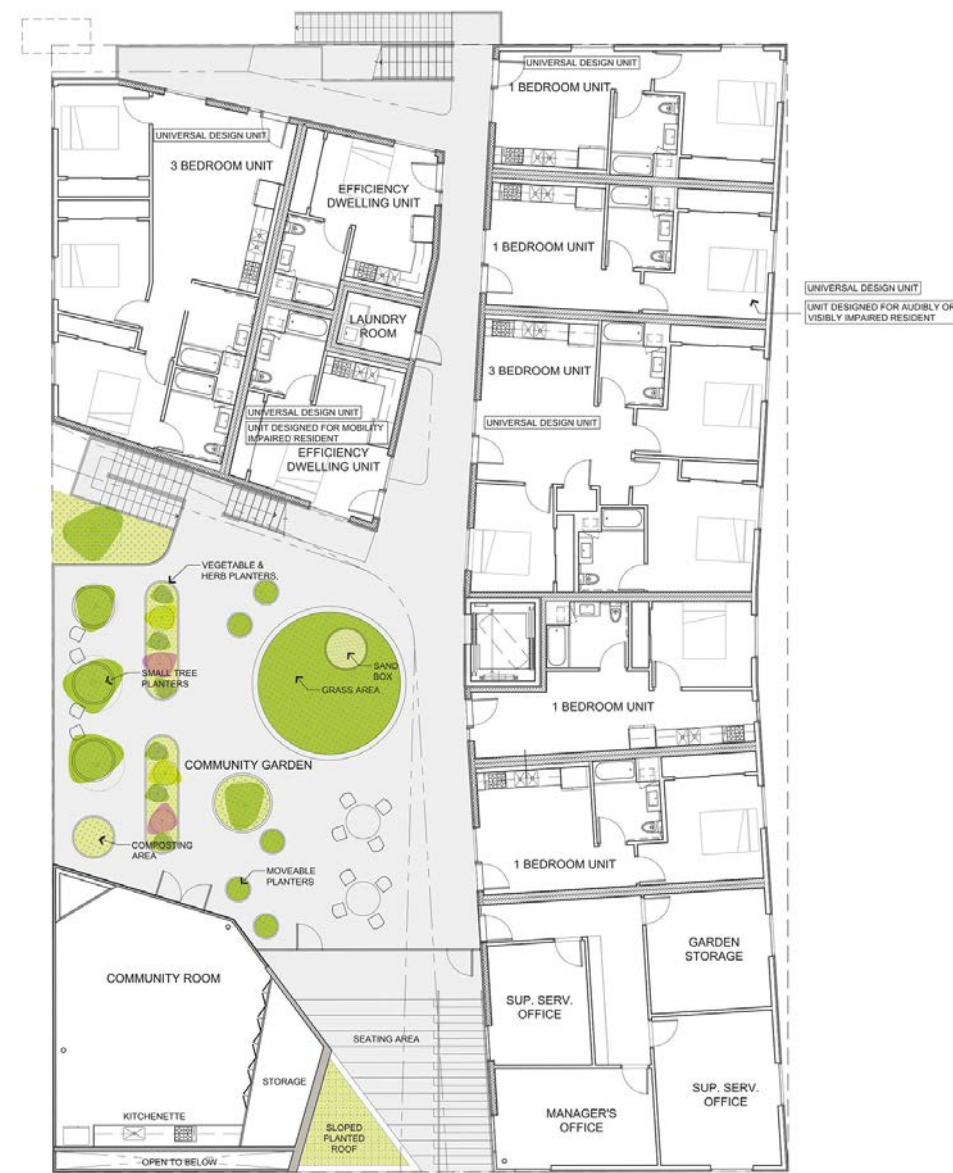 UNIVERSAL DESIGN UNIT
1 BEDROOM UNIT
UNIVERSAL DESIGN UNIT
3 BEDROOM UNIT
EFFICIENCY
DWELLING UNIT
1 BEDROOM UNIT
UNIVERSAL DESIGN UNIT
UNIT DESIGNED FOR AUDIBLY OR
VISIBLY IMPAIRED RESIDENT
LAUNDRY
ROOM
3 BEDROOM UNIT
UNIVERSAL DESIGN UNIT
UNIVERSAL DESIGN UNIT
UNIT DESIGNED FOR MOBILITY
IMPAIRED RESIDENT
EFFICIENCY
DWELLING UNIT
VEGETABLE &
HERB PLANTERS.
SMALL TREE
PLANTERS
SAND
BOX
GRASS AREA
1 BEDROOM UNIT
COMMUNITY GARDEN
COMPOSTING
AREA
MOVEABLE
PLANTERS
1 BEDROOM UNIT
COMMUNITY ROOM
GARDEN
STORAGE
SUP. SERV.
OFFICE
SEATING AREA
STORAGE
SUP. SERV.
OFFICE
MANAGER'S
OFFICE
KITCHENETTE
SLOPED
PLANTED
ROOF
OPEN TO BELOW